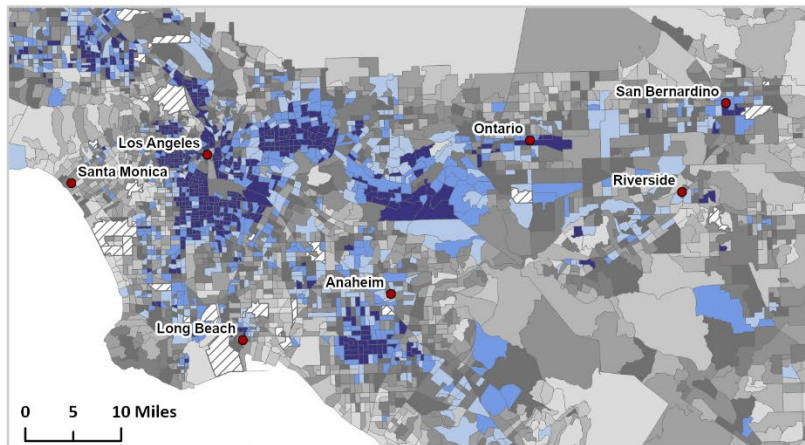 San Bernardino
Ontario
Los Angeles
Santa Monica
Riverside
Anaheim
Long Beach
0 5 10 Miles